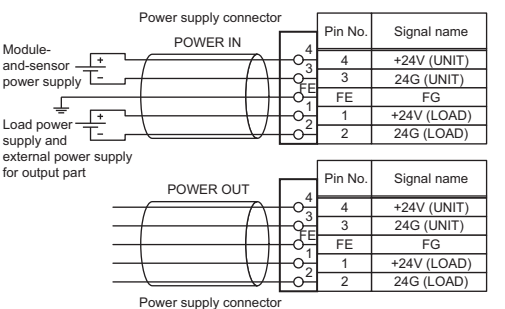 Power supply connector
POWER IN
Module-
and-sensor
power supply
+
-
Load power
supply and
external power supply
for output part
+
-
4
3
FE
1
2
Pin No. Signal name
4 +24V (UNIT)
3 24G (UNIT)
FE FG
1 +24V (LOAD)
2 24G (LOAD)
POWER OUT
4
3
FE
1
2
Pin No. Signal name
4 +24V (UNIT)
3 24G (UNIT)
FE FG
1 +24V (LOAD)
2 24G (LOAD)
Power supply connector